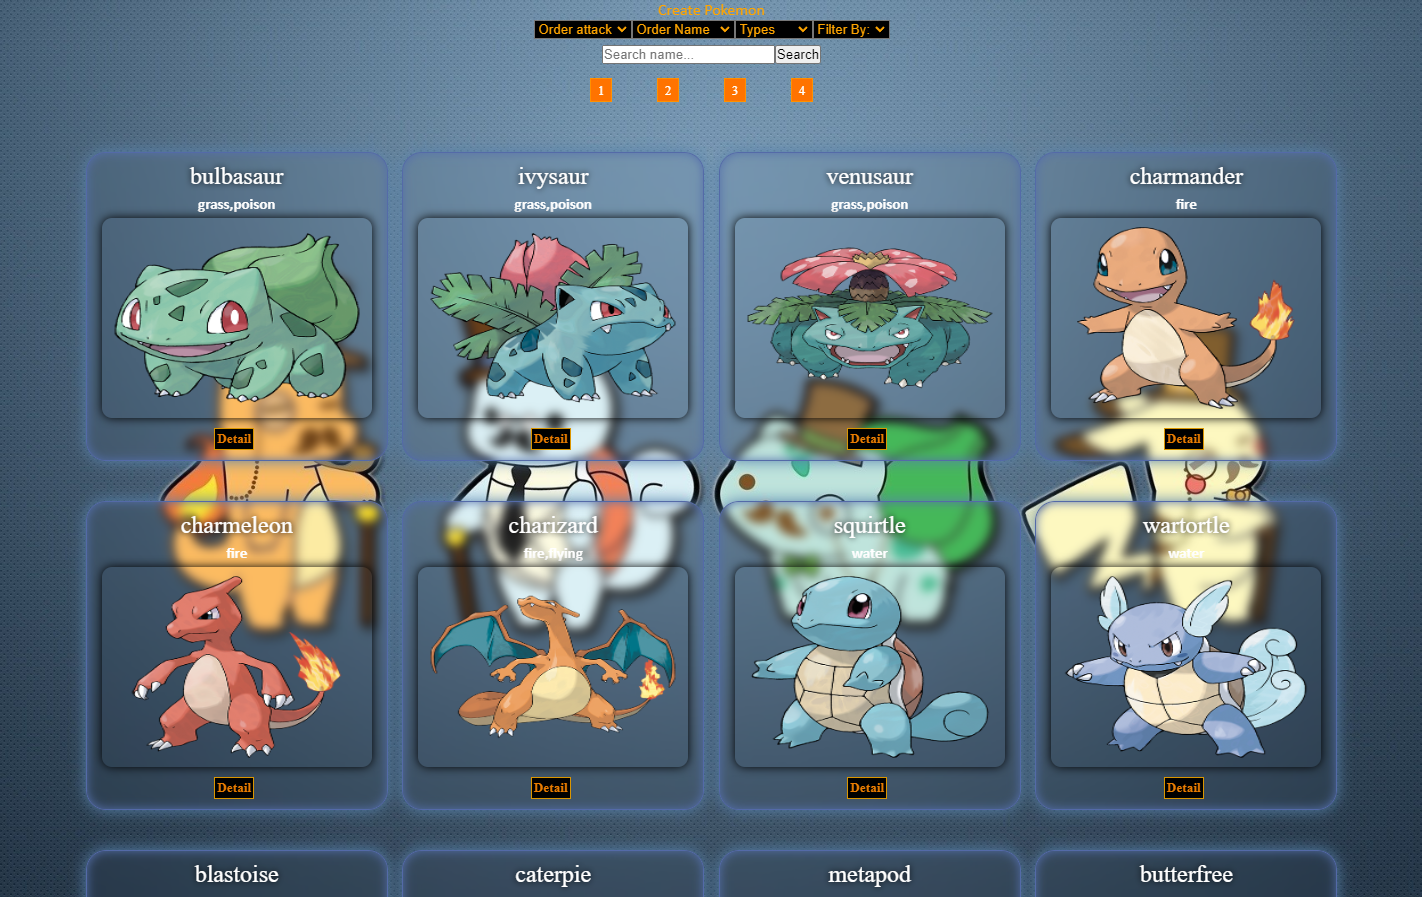 Create Pokemon
Order attack Order Name Types Filter By:
Search name... Search
1 2 3 4
bulbasaur ivysaur venusaur charmander
grass,poison grass,poison grass,poison fire
Detail Detail Detail Detail
charmeleon charizard squirtle wartortle
fire fire,flying water water
Detail Detail Detail Detail
blastoise caterpie metapod butterfree